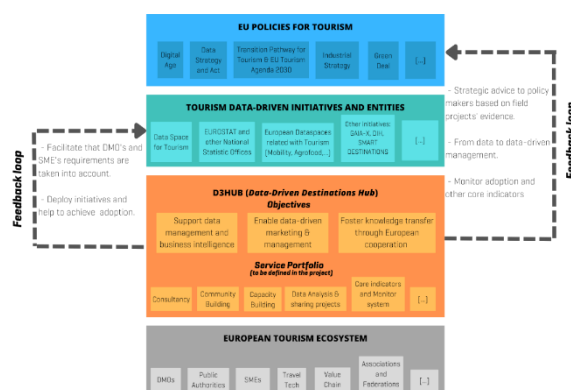 EU POLICIES FOR TOURISM
Digital
Age
Data
Strategy
and Act
Transition Pathway for
Tourism & EU Tourism
Agenda 2030
Industrial
Strategy
Green
Deal
[...]
TOURISM DATA-DRIVEN INITIATIVES AND ENTITIES
Data Space
for Tourism
EUROSTAT and
other National
Statistic Offices
European Dataspaces
related with Tourism
(Mobility, Agrofood,...)
Other initiatives:
GAIA-X, DIH,
SMART
DESTINATIONS
[...]
D3HUB (Data-Driven Destinations Hub)
Objectives
Support data
management and
business intelligence
Enable data-driven
marketing &
management
Foster knowledge transfer
through European
cooperation
Service Portfolio
(to be defined in the project)
Consultancy
Community
Building
Capacity
Building
Data Analysis &
sharing projects
Core indicators
and Monitor
system
[...]
EUROPEAN TOURISM ECOSYSTEM
DMOs
Public
Authorities
SMEs
Travel
Tech
Value
Chain
Associations
and
Federations
[...]
Feedback loop
- Facilitate that DMO's and
SME's requirements are
taken into account.
- Deploy initiatives and
help to achieve adoption.
- Strategic advice to policy
makers based on field
projects' evidence.
- From data to data-driven
management.
- Monitor adoption and
other core indicators
Feedback loop